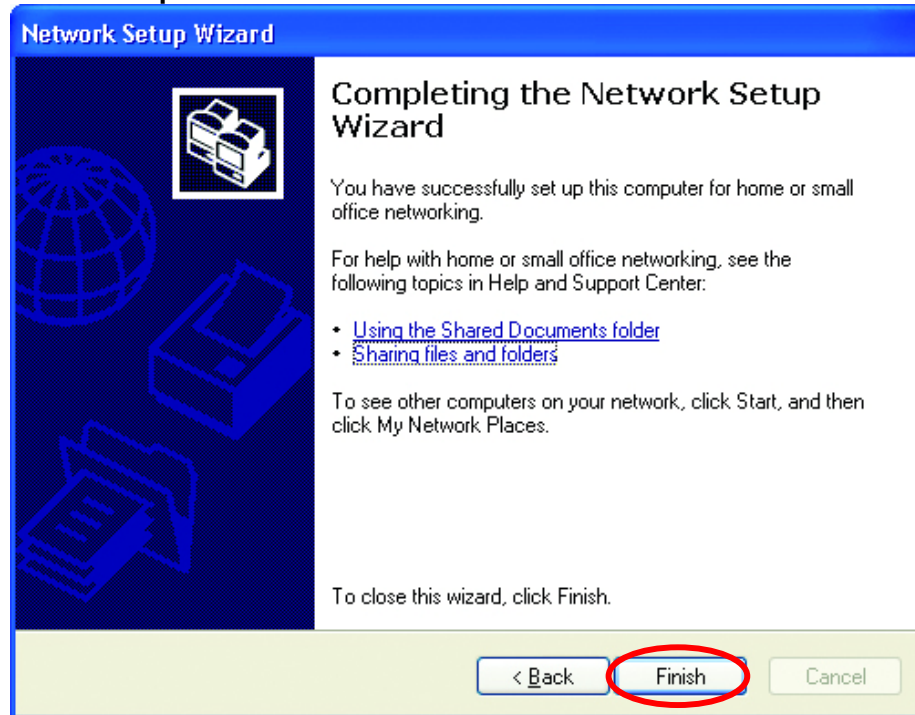 Network Setup Wizard
Completing the Network Setup
Wizard
You have successfully set up this computer for home or small
office networking.
For help with home or small office networking, see the
following topics in Help and Support Center:
• Using the Shared Documents folder
• Sharing files and folders
To see other computers on your network, click Start, and then
click My Network Places.
To close this wizard, click Finish.
< Back Finish Cancel